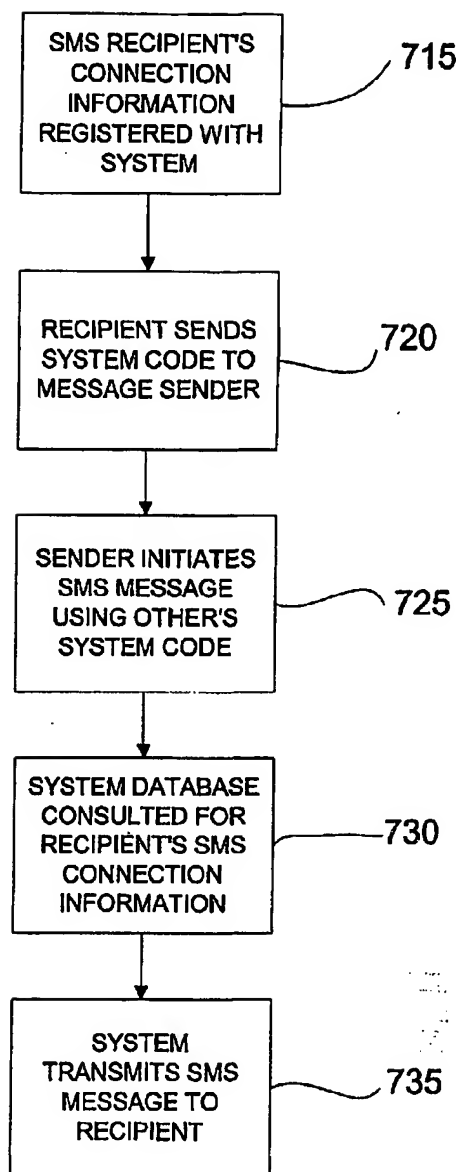 SMS RECIPIENT'S
CONNECTION
INFORMATION
REGISTERED WITH
SYSTEM
715
RECIPIENT SENDS
SYSTEM CODE TO
MESSAGE SENDER
720
SENDER INITIATES
SMS MESSAGE
USING OTHER'S
SYSTEM CODE
725
SYSTEM DATABASE
CONSULTED FOR
RECIPIENT'S SMS
CONNECTION
INFORMATION
730
SYSTEM
TRANSMITS SMS
MESSAGE TO
RECIPIENT
735